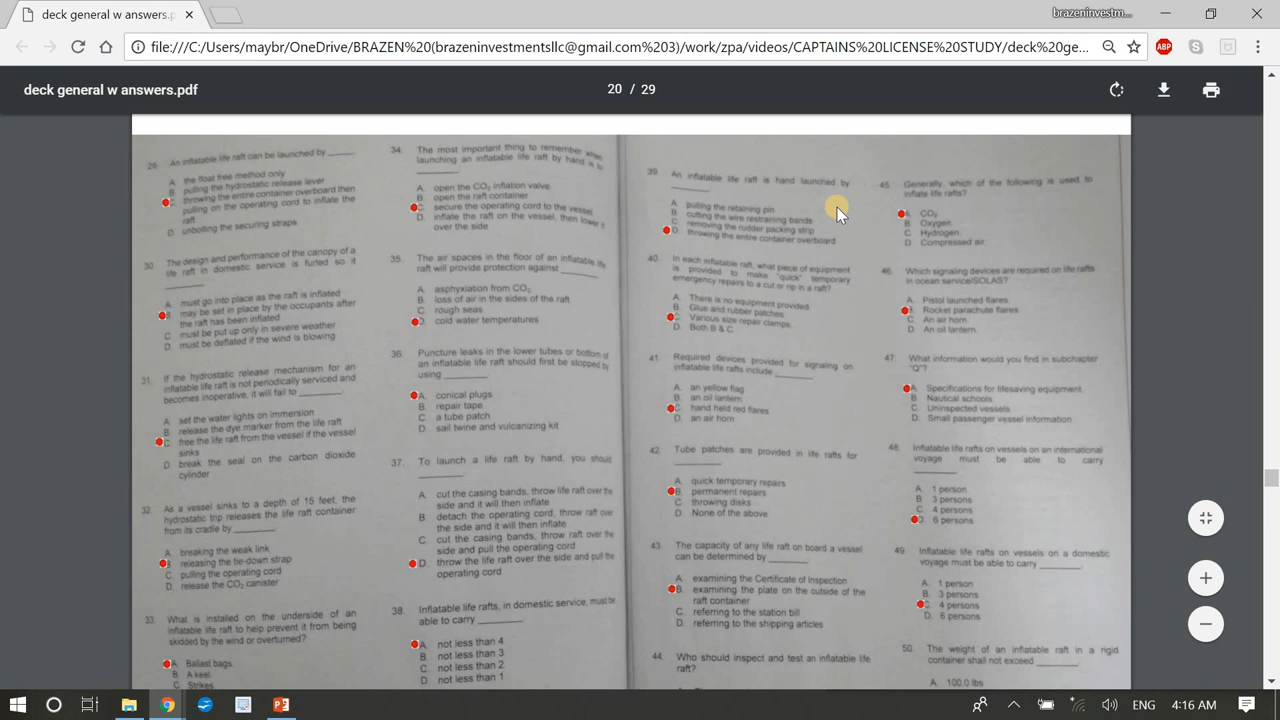 deck general w answers.p
brazeninvestm...
file:///C:/Users/maybr/OneDrive/BRAZEN%20(brazeninvestmentsllc@gmail.com%203)/work/zpa/videos/CAPTAINS%20LICENSE%20STUDY/deck%20ge...
ABP
deck general w answers.pdf
20 / 29
29. An inflatable life raft can be launched by
A. the float free method only
B. pulling the hydrostatic release lever
C. throwing the entire container overboard then
pulling on the operating cord to inflate the
raft
D. unbolting the securing straps
30. The design and performance of the canopy of a
life raft in domestic service is furled so it
A. must go into place as the raft is inflated
B. may be set in place by the occupants after
the raft has been inflated
C. must be put up only in severe weather
D. must be deflated if the wind is blowing
31. If the hydrostatic release mechanism for an
inflatable life raft is not periodically serviced and
becomes inoperative, it will fail to
A. set the water lights on immersion
B. release the dye marker from the life raft
C. free the life raft from the vessel if the vessel
sinks
D. break the seal on the carbon dioxide
cylinder
32. As a vessel sinks to a depth of 15 feet, the
hydrostatic trip releases the life raft container
from its cradle by
A. breaking the weak link
B. releasing the tie-down strap
C. pulling the operating cord
D. release the CO2 canister
33. What is installed on the underside of an
inflatable life raft to help prevent it from being
skidded by the wind or overturned?
A. Ballast bags.
B. A keel.
C. Strikes
34. The most important thing to remember when
launching an inflatable life raft by hand is to
A. open the CO2 inflation valve
B. open the raft container
C. secure the operating cord to the vessel
D. inflate the raft on the vessel, then lower it
over the side
35. The air spaces in the floor of an inflatable life
raft will provide protection against
A. asphyxiation from CO2
B. loss of air in the sides of the raft
C. rough seas
D. cold water temperatures
36. Puncture leaks in the lower tubes or bottom of
an inflatable life raft should first be stopped by
using
A. conical plugs
B. repair tape
C. a tube patch
D. sail twine and vulcanizing kit
37. To launch a life raft by hand, you should
A. cut the casing bands, throw life raft over the
side and it will then inflate
B. detach the operating cord, throw raft over
the side and it will then inflate
C. cut the casing bands, throw raft over the
side and pull the operating cord
D. throw the life raft over the side and pull the
operating cord
38. Inflatable life rafts, in domestic service, must be
able to carry
A. not less than 4
B. not less than 3
C. not less than 2
D. not less than 1
39. An inflatable life raft is hand launched by
A. pulling the retaining pin
B. cutting the wire restraining bands
C. removing the rudder packing strip
D. throwing the entire container overboard
40. In each inflatable raft, what piece of equipment
is provided to make "quick" temporary
emergency repairs to a cut or rip in a raft?
A. There is no equipment provided.
B. Glue and rubber patches.
C. Various size repair clamps.
D. Both B & C.
41. Required devices provided for signaling on
inflatable life rafts include
A. an yellow flag
B. an oil lantern
C. hand held red flares
D. an air horn
42. Tube patches are provided in life rafts for
A. quick temporary repairs
B. permanent repairs
C. throwing disks
D. None of the above
43. The capacity of any life raft on board a vessel
can be determined by
A. examining the Certificate of Inspection
B. examining the plate on the outside of the
raft container
C. referring to the station bill
D. referring to the shipping articles
44. Who should inspect and test an inflatable life
raft?
45. Generally, which of the following is used to
inflate life rafts?
A. CO2
B. Oxygen.
C. Hydrogen.
D. Compressed air.
46. Which signaling devices are required on life rafts
in ocean service/SOLAS?
A. Pistol launched flares.
B. Rocket parachute flares
C. An air horn.
D. An oil lantern.
47. What information would you find in subchapter
"Q"?
A. Specifications for lifesaving equipment.
B. Nautical schools.
C. Uninspected vessels.
D. Small passenger vessel information.
48. Inflatable life rafts on vessels on an international
voyage must be able to carry
A. 1 person
B. 3 persons
C. 4 persons
D. 6 persons
49. Inflatable life rafts on vessels on a domestic
voyage must be able to carry
A. 1 person
B. 3 persons
C. 4 persons
D. 6 persons
50. The weight of an inflatable raft in a rigid
container shall not exceed
A. 100.0 lbs
ENG
4:16 AM